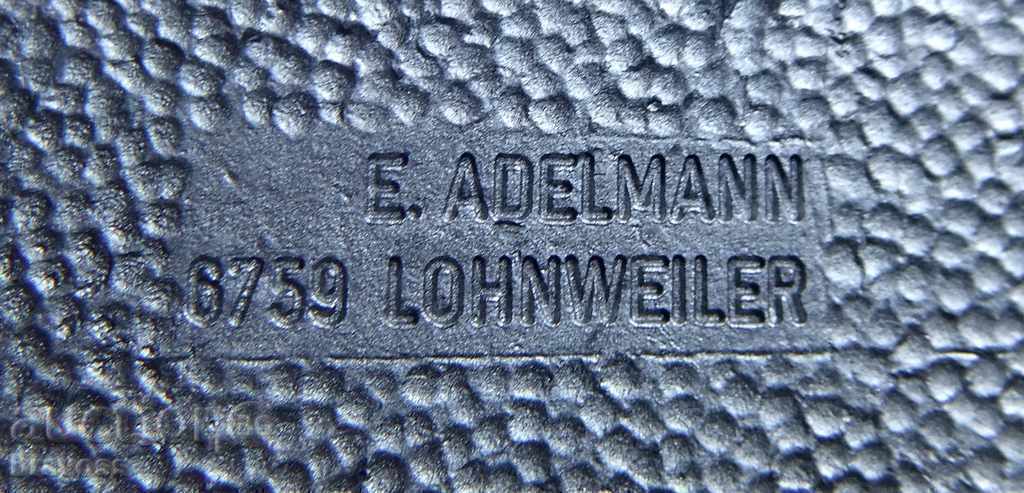 E. ADELMANN
6759 LOHNWEILER